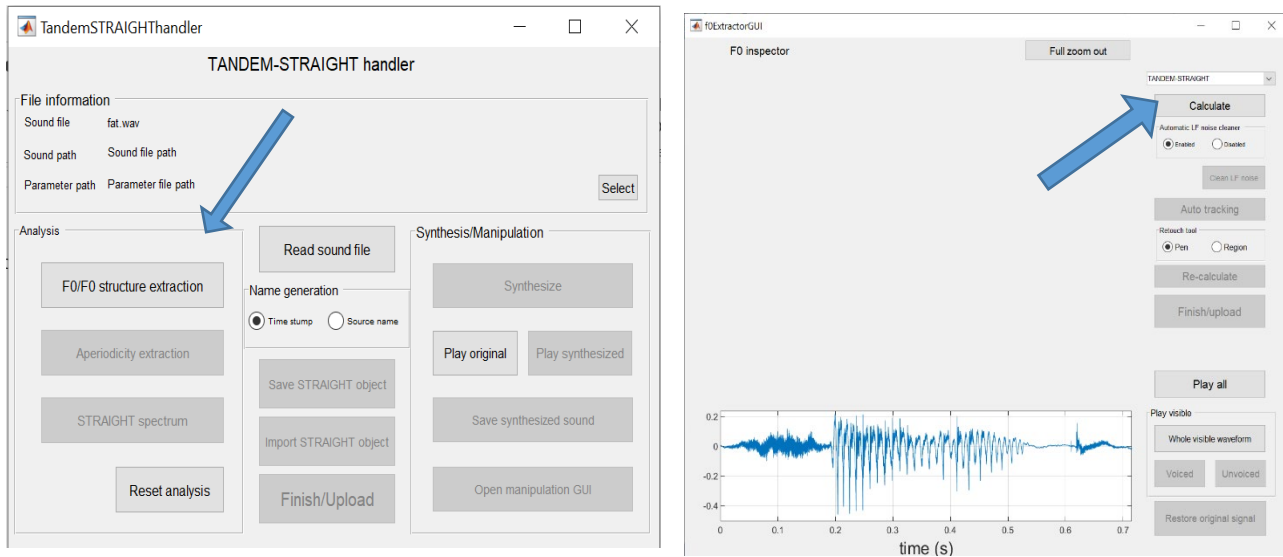 TandemSTRAIGHThandler
TANDEM-STRAIGHT handler
File information
Sound file fat.wav
Sound path Sound file path
Parameter path Parameter file path
Select
Analysis
F0/F0 structure extraction
Aperiodicity extraction
STRAIGHT spectrum
Reset analysis
Read sound file
Name generation
Time stump Source name
Save STRAIGHT object
Import STRAIGHT object
Finish/Upload
Synthesis/Manipulation
Synthesize
Play original Play synthesized
Save synthesized sound
Open manipulation GUI
f0ExtractorGUI
F0 inspector
Full zoom out
TANDEM-STRAIGHT
Calculate
Automatic LF noise cleaner
Enabled Disabled
Clean LF noise
Auto tracking
Retouch tool
Pen Region
Re-calculate
Finish/upload
Play all
Play visible
Whole visible waveform
Voiced Unvoiced
Restore original signal
0.2
0
-0.2
-0.4
0 0.1 0.2 0.3 0.4 0.5 0.6 0.7
time (s)